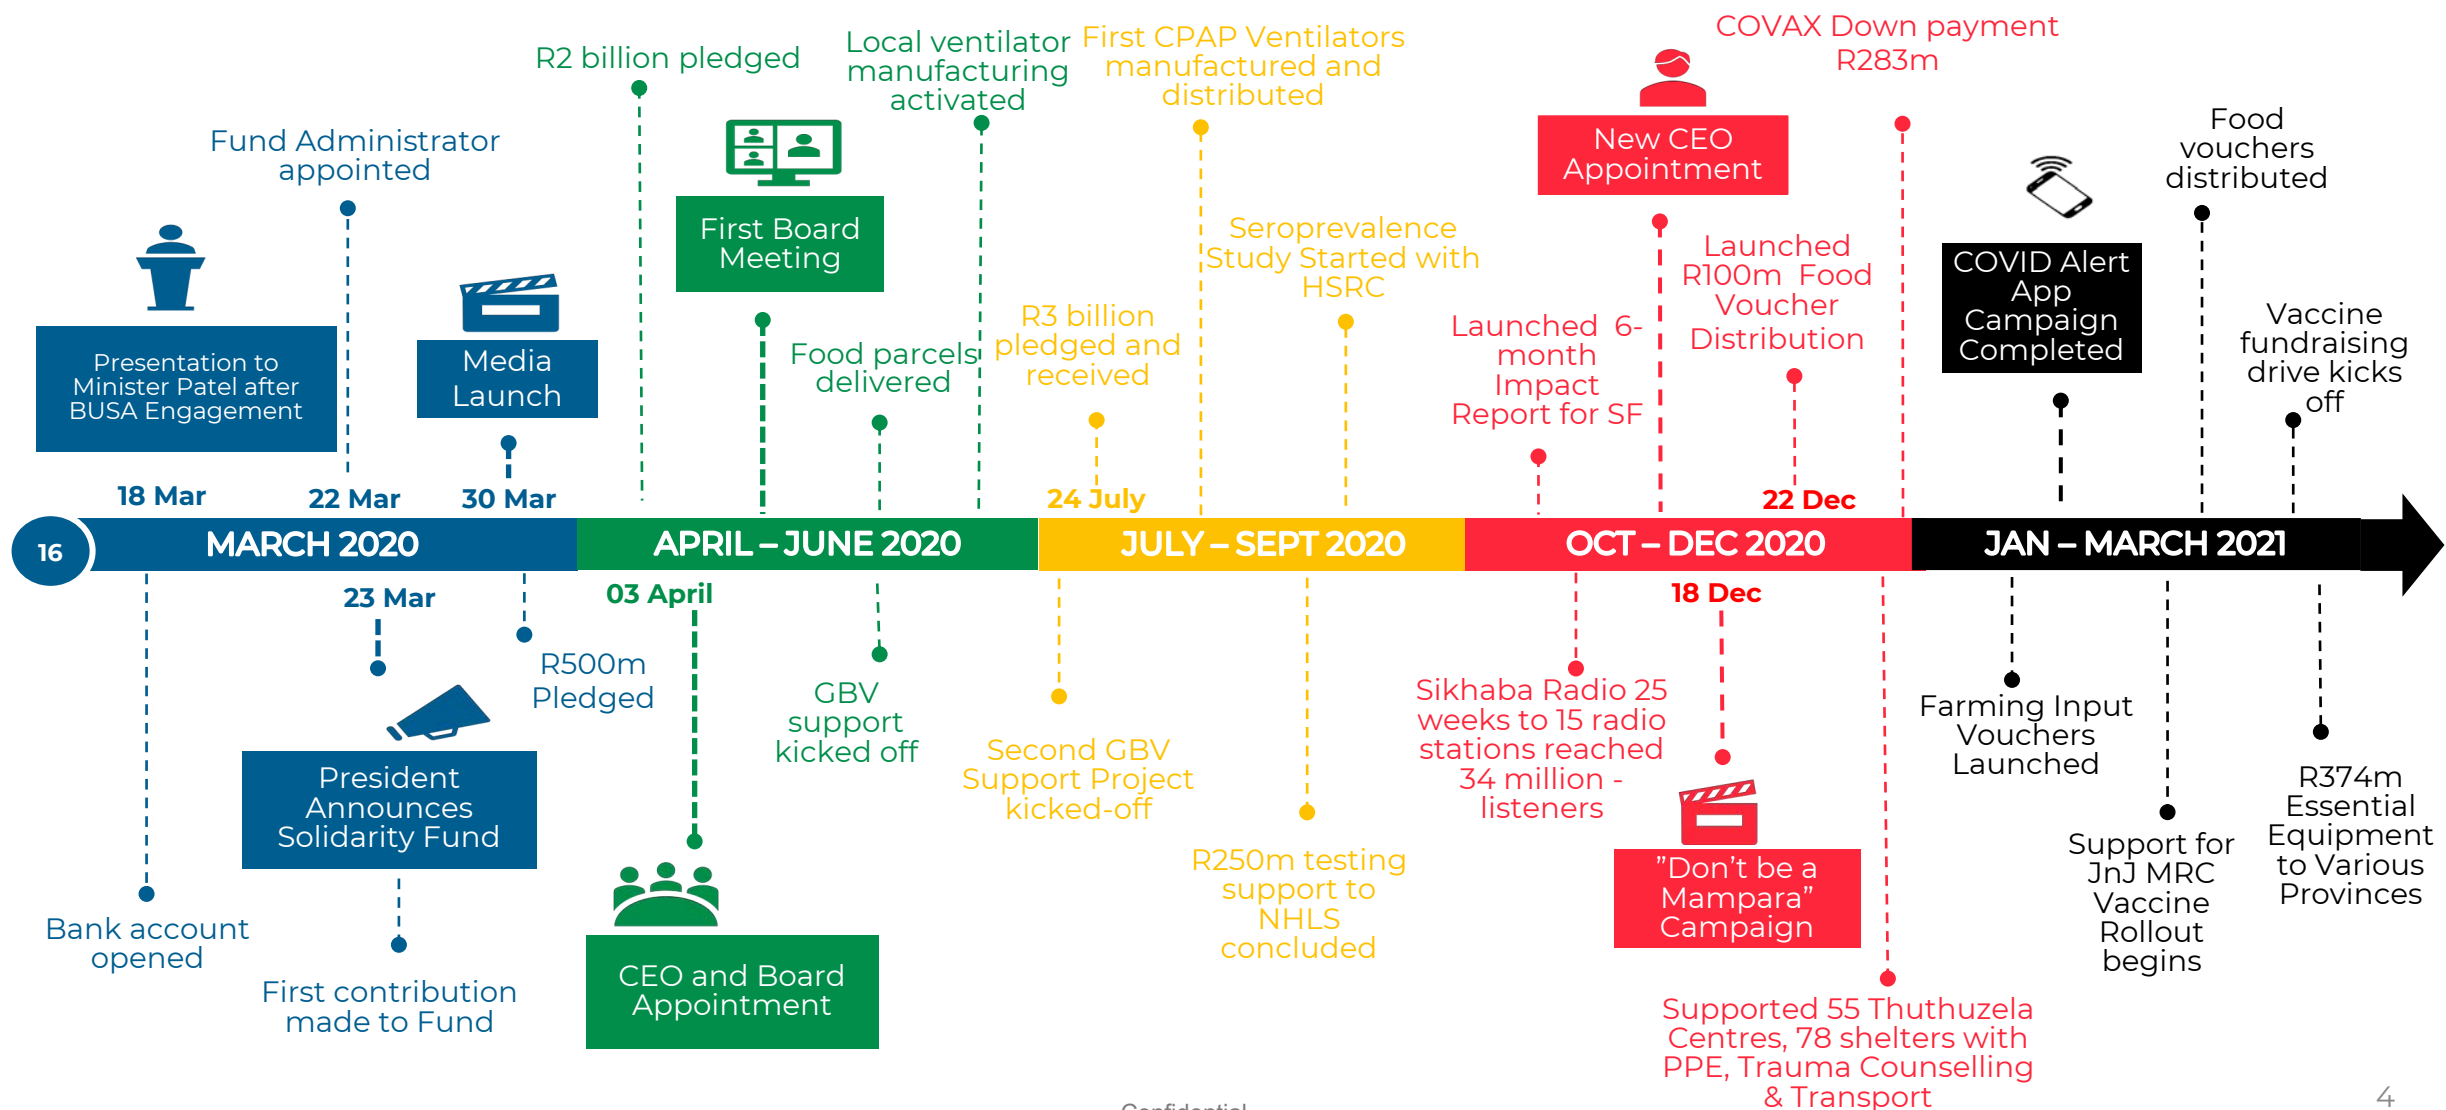 COVAX Down payment
R283m
R2 billion pledged
Local ventilator
manufacturing
activated
First CPAP Ventilators
manufactured and
distributed
Fund Administrator
appointed
New CEO
Appointment
Food
vouchers
distributed
First Board
Meeting
Seroprevalence
Study Started with
HSRC
Launched
R100m  Food
Voucher
Distribution
COVID Alert
App
Campaign
Completed
Presentation to
Minister Patel after
BUSA Engagement
Media
Launch
Food parcels
delivered
R3 billion
pledged and
received
Launched  6-
month
Impact
Report for SF
Vaccine
fundraising
drive kicks
off
18 Mar
22 Mar
30 Mar
24 July
22 Dec
16
MARCH 2020
APRIL – JUNE 2020
JULY – SEPT 2020
OCT – DEC 2020
JAN – MARCH 2021
23 Mar
03 April
18 Dec
R500m
Pledged
GBV
support
kicked off
Second GBV
Support Project
kicked-off
Sikhaba Radio 25
weeks to 15 radio
stations reached
34 million -
listeners
Farming Input
Vouchers
Launched
President
Announces
Solidarity Fund
R374m
Essential
Equipment
to Various
Provinces
Support for
JnJ MRC
Vaccine
Rollout
begins
R250m testing
support to
NHLS
concluded
”Don’t be a
Mampara”
Campaign
Bank account
opened
First contribution
made to Fund
CEO and Board
Appointment
Supported 55 Thuthuzela
Centres, 78 shelters with
PPE, Trauma Counselling
& Transport
Confidential
4